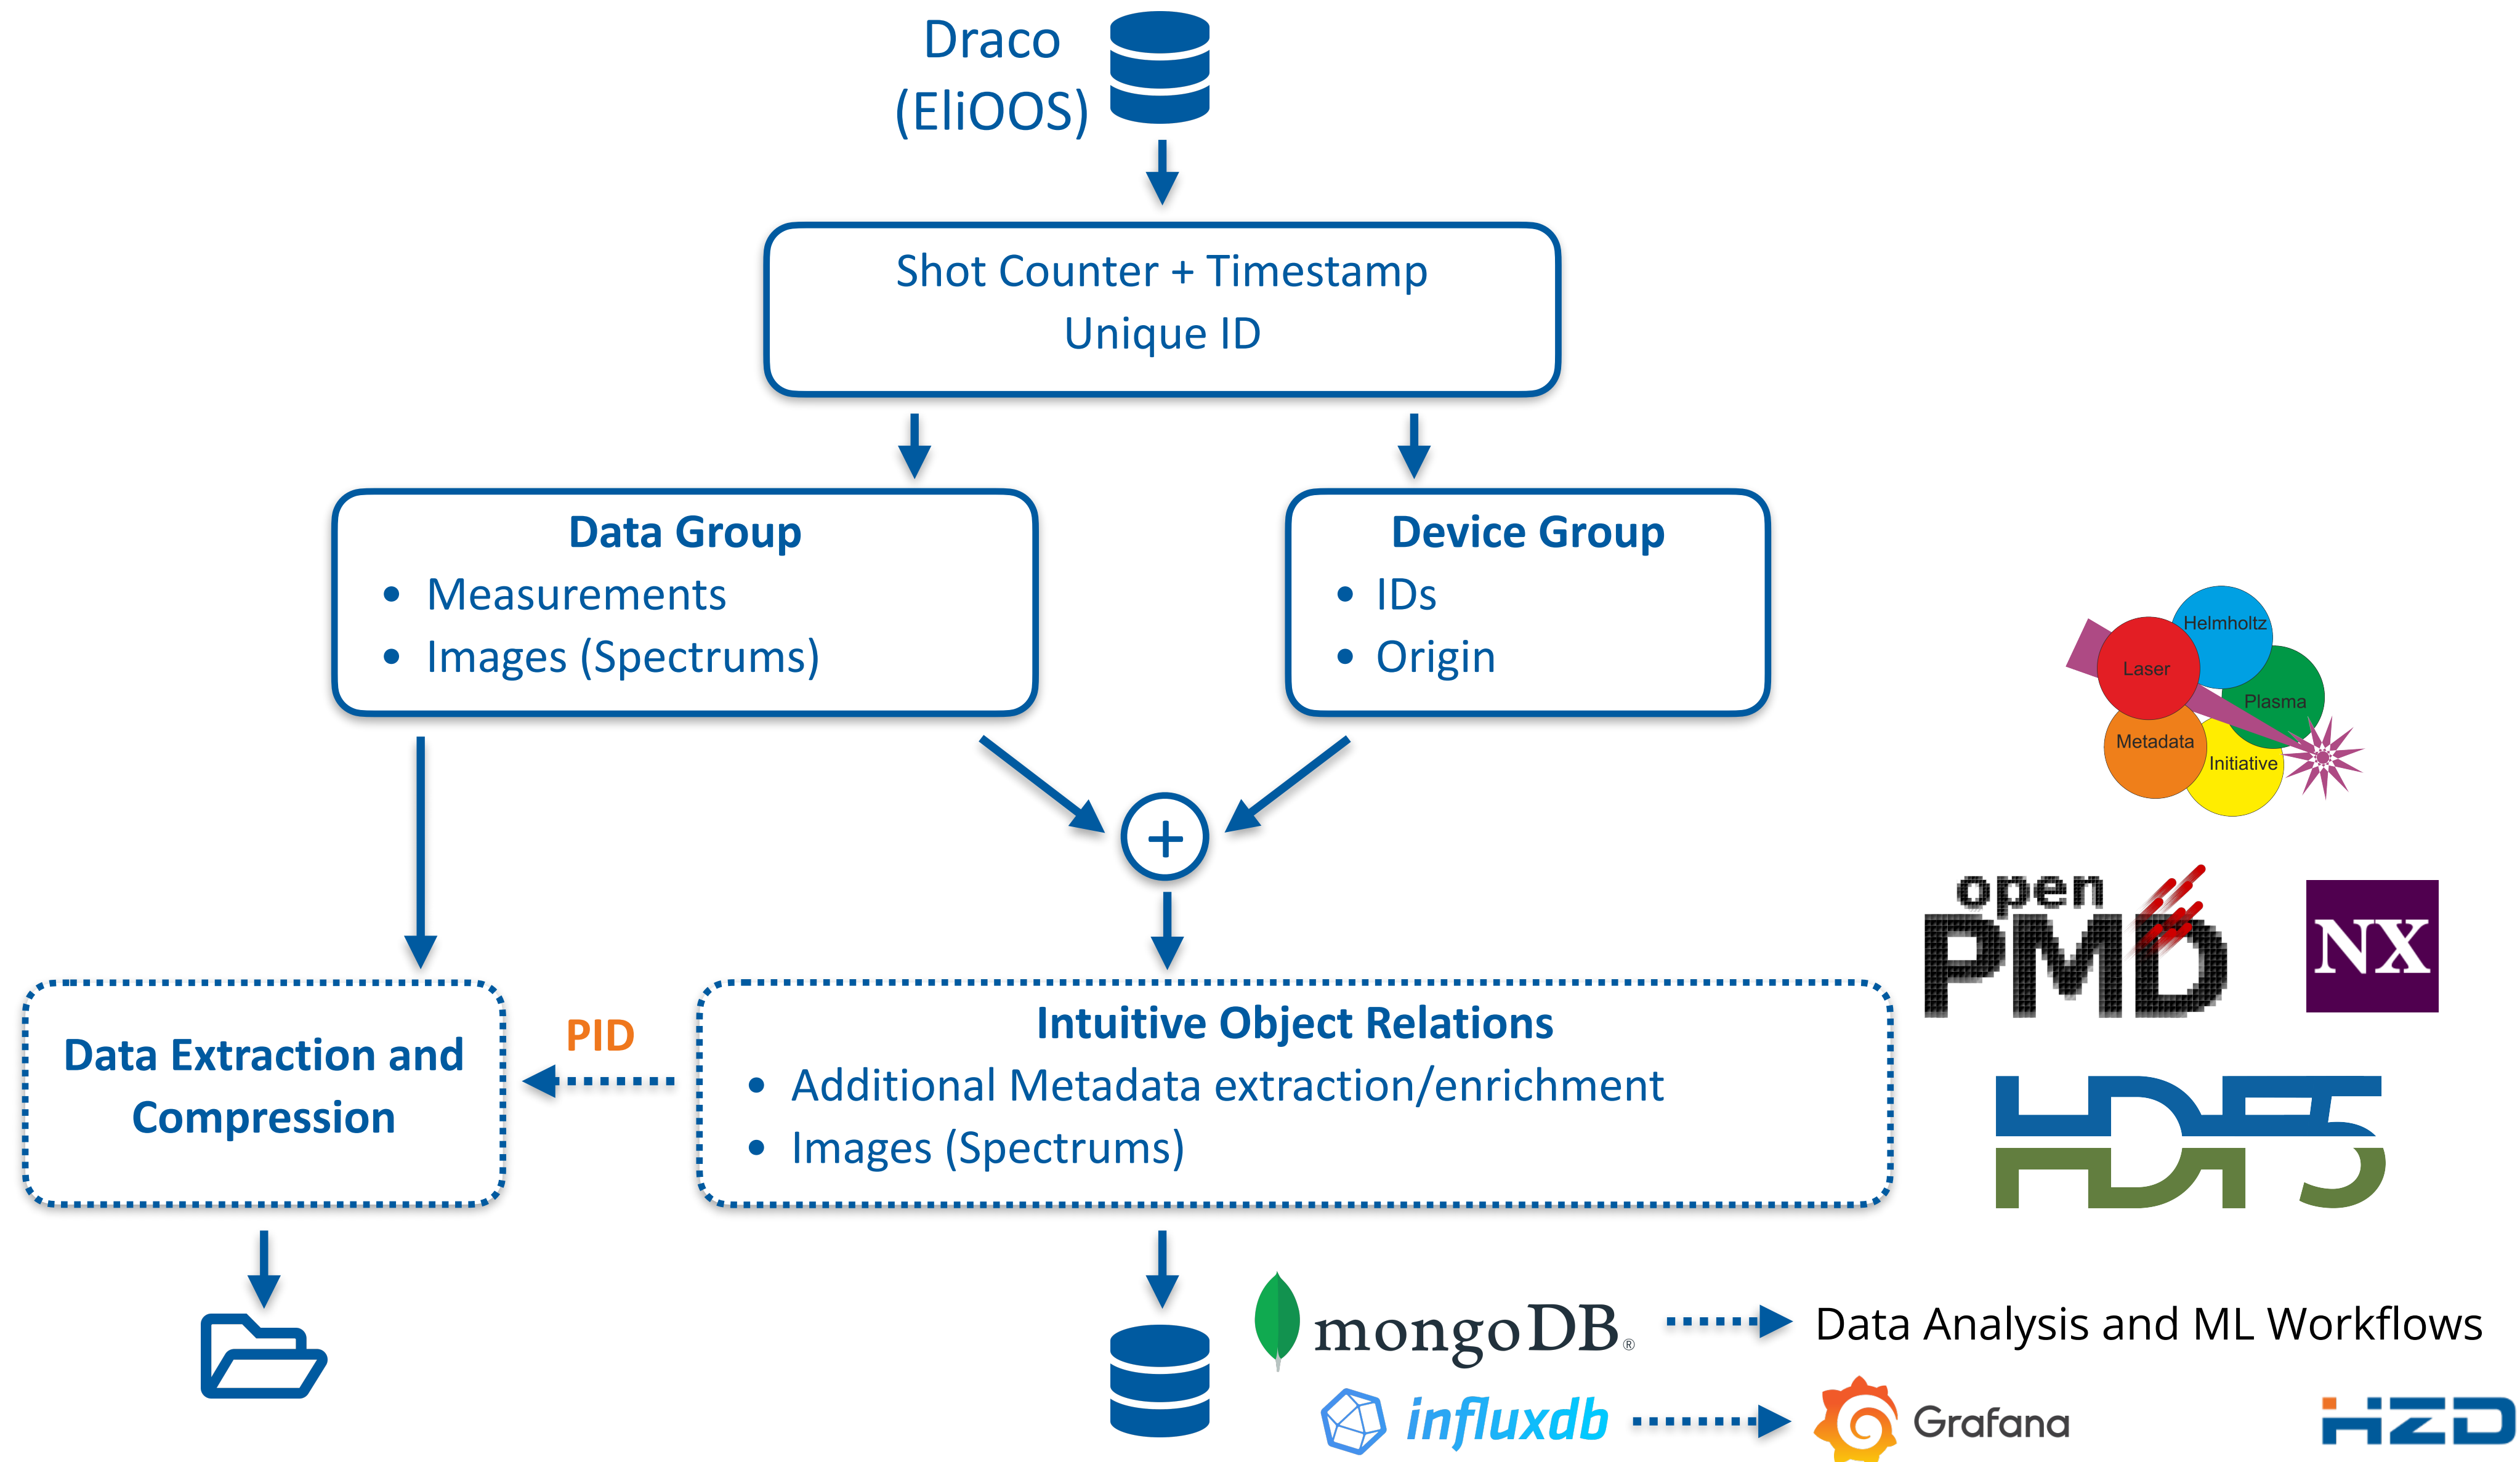 Draco
(EliOOS)
Shot Counter + Timestamp
Unique ID
Data Group
• Measurements
• Images (Spectrums)
Device Group
• IDs
• Origin
Helmholtz
Laser
Plasma
Metadata
Initiative
+
open
PMD
NX
Data Extraction and
Compression
PID
Intuitive Object Relations
• Additional Metadata extraction/enrichment
• Images (Spectrums)
HDF5
mongoDB®
Data Analysis and ML Workflows
influxdb
Grafana
HZD